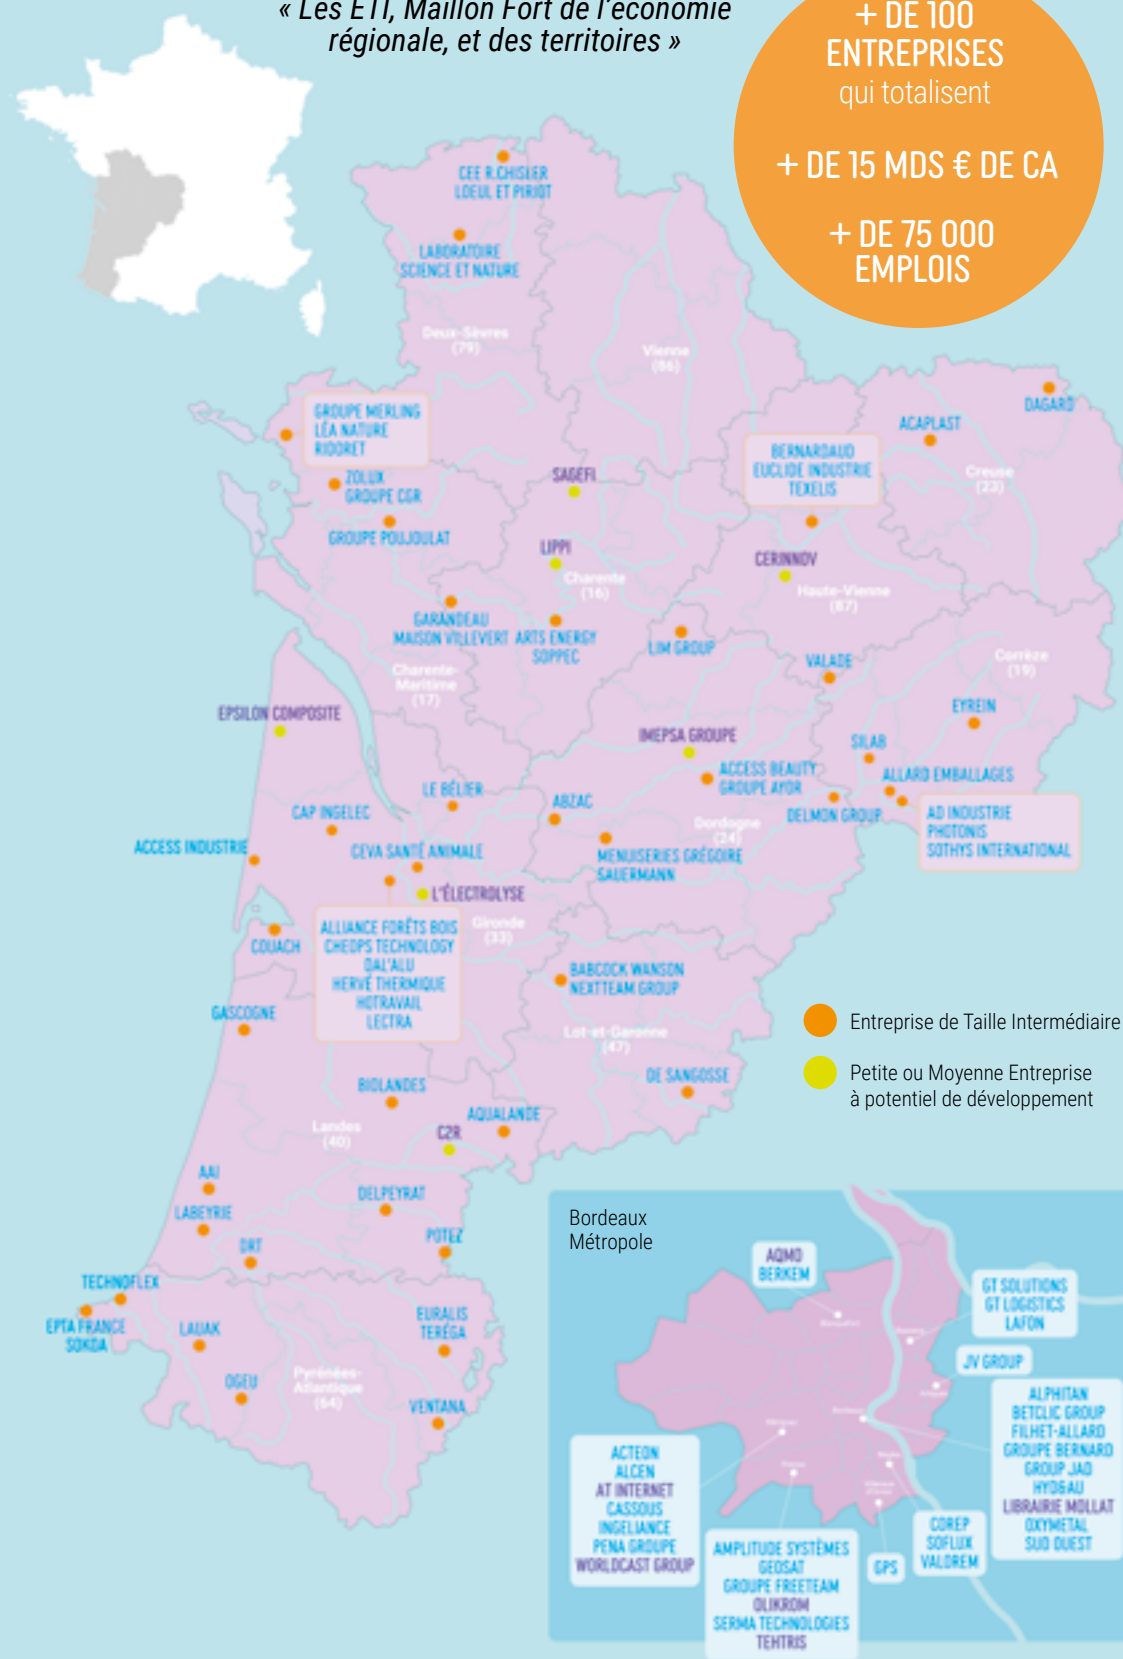 « Les ETI, Maillon Fort de l'économie
régionale, et des territoires »
+ DE 100
ENTREPRISES
qui totalisent
+ DE 15 MDS € DE CA
+ DE 75 000
EMPLOIS
CEE R.CHISLER
LOEUL ET PIRIOT
LABORATOIRE
SCIENCE ET NATURE
Deux-Sèvres
(79)
Vienne
(86)
GROUPE MERLING
LÉA NATURE
RIDORET
ZOLUX
GROUPE CGR
GROUPE POUJOULAT
SAGEFI
LIPPI
Charente
(16)
BERNARDAUD
EUCLIDE INDUSTRIE
TEXELIS
ACAPLAST
DAGARD
Creuse
(23)
CERINNOV
Haute-Vienne
(87)
GARANDEAU
MAISON VILLEVERT
ARTS ENERGY
SOPPEC
LIM GROUP
VALADE
Corrèze
(19)
Charente-
Maritime
(17)
EPSILON COMPOSITE
IMEPSA GROUPE
EYREIN
SILAB
ACCESS BEAUTY
GROUPE AYOR
ALLARD EMBALLAGES
LE BÉLIER
ABZAC
DELMON GROUP
CAP INGELEC
Dordogne
(24)
AD INDUSTRIE
PHOTONIS
SOTHYS INTERNATIONAL
ACCESS INDUSTRIE
CEVA SANTÉ ANIMALE
MENUISERIES GRÉGOIRE
SAUERMANN
L'ÉLECTROLYSE
Gironde
(33)
COUACH
ALLIANCE FORÊTS BOIS
CHEOPS TECHNOLOGY
DAL'ALU
HERVÉ THERMIQUE
HOTRAVAIL
LECTRA
BABCOCK WANSON
NEXTTEAM GROUP
GASCOGNE
Lot-et-Garonne
(47)
Entreprise de Taille Intermédiaire
Petite ou Moyenne Entreprise
à potentiel de développement
DE SANGOSSE
BIOLANDES
AQUALANDE
Landes
(40)
C2R
AAI
DELPEYRAT
LABEYRIE
POTEZ
DRT
TECHNOFLEX
EPTA FRANCE
SOKOA
LAUAK
EURALIS
TERÉGA
OGEU
Pyrénées-
Atlantique
(64)
VENTANA
Bordeaux
Métropole
AQMO
BERKEM
GT SOLUTIONS
GT LOGISTICS
LAFON
JV GROUP
ALPHITAN
BETCLIC GROUP
FILHET-ALLARD
GROUPE BERNARD
GROUP JAO
HYD&AU
LIBRAIRIE MOLLAT
OXYMETAL
SUD OUEST
ACTEON
ALCEN
AT INTERNET
CASSOUS
INGELIANCE
PENA GROUPE
WORLDCAST GROUP
AMPLITUDE SYSTÈMES
GEOSAT
GROUPE FREETEAM
OLIKROM
SERMA TECHNOLOGIES
TEHTRIS
GPS
COREP
SOFLUX
VALOREM